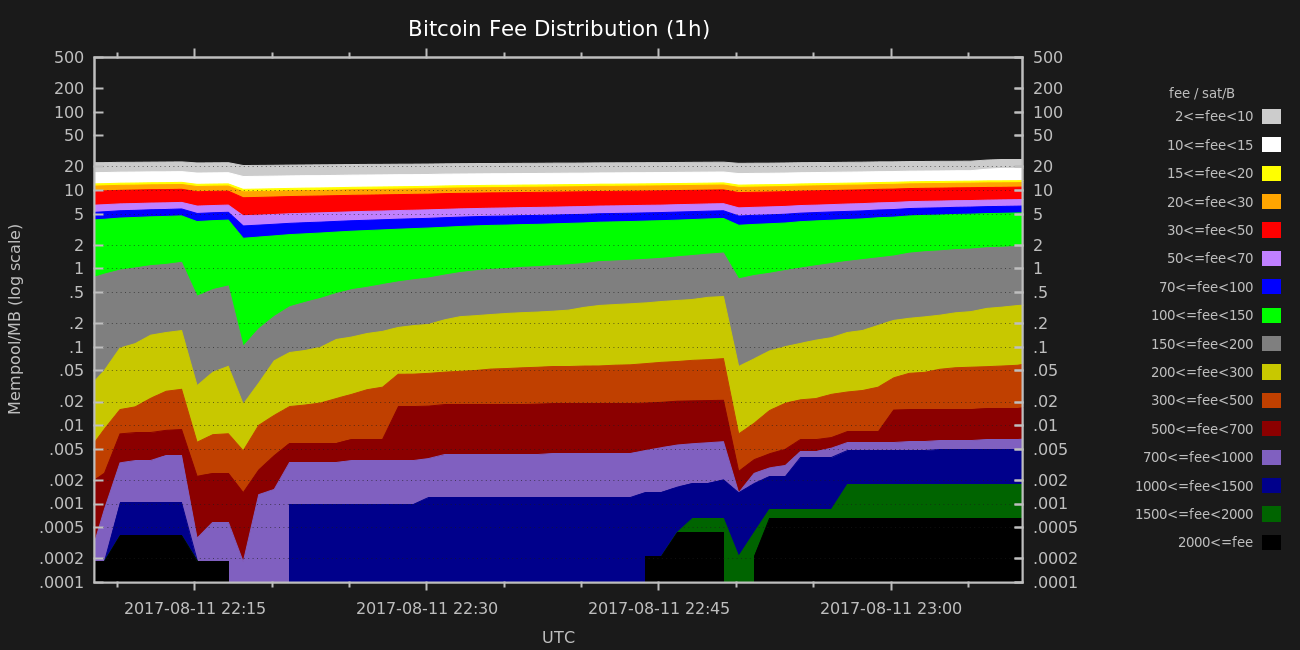 Bitcoin Fee Distribution (1h)
Mempool/MB (log scale)
500
200
100
50
20
10
5
2
1
.5
.2
.1
.05
.02
.01
.005
.002
.001
.0005
.0002
.0001
500
200
100
50
20
10
5
2
1
.5
.2
.1
.05
.02
.01
.005
.002
.001
.0005
.0002
.0001
2017-08-11 22:15 2017-08-11 22:30 2017-08-11 22:45 2017-08-11 23:00
UTC
fee / sat/B
2<=fee<10
10<=fee<15
15<=fee<20
20<=fee<30
30<=fee<50
50<=fee<70
70<=fee<100
100<=fee<150
150<=fee<200
200<=fee<300
300<=fee<500
500<=fee<700
700<=fee<1000
1000<=fee<1500
1500<=fee<2000
2000<=fee